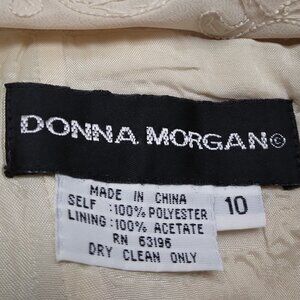 DONNA MORGAN©
MADE IN CHINA
SELF :100% POLYESTER
LINING :100% ACETATE
RN 63196
DRY CLEAN ONLY
10